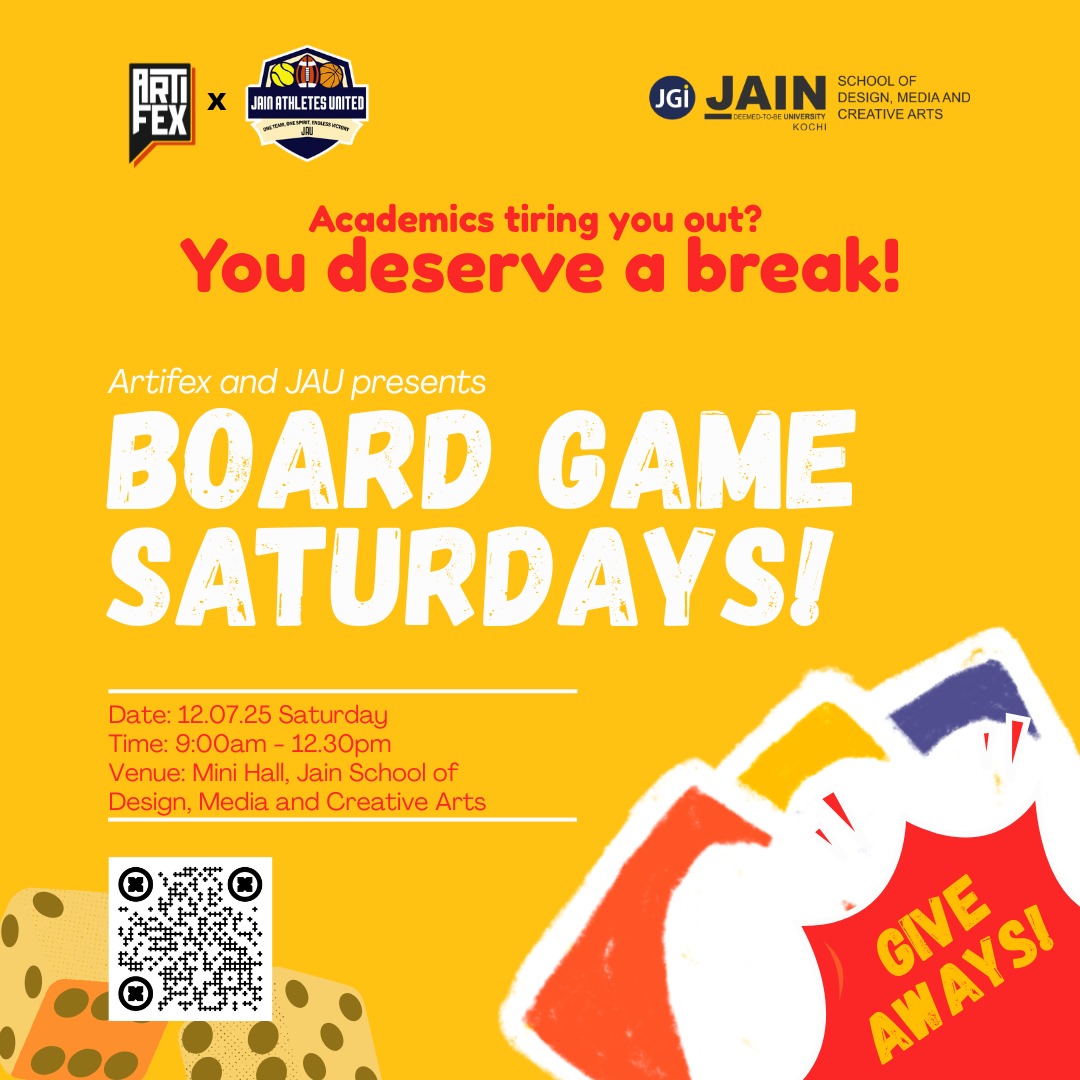 ARTI
FEX
x
JAIN ATHLETES UNITED
ONE TEAM, ONE SPIRIT, ENDLESS VICTORY
JAU
JGi
JAIN
DEEMED-TO-BE UNIVERSITY
KOCHI
SCHOOL OF
DESIGN, MEDIA AND
CREATIVE ARTS
Academics tiring you out?
You deserve a break!
Artifex and JAU presents
BOARD GAME
SATURDAYS!
Date: 12.07.25 Saturday
Time: 9:00am - 12.30pm
Venue: Mini Hall, Jain School of
Design, Media and Creative Arts
GIVE
AWAYS!